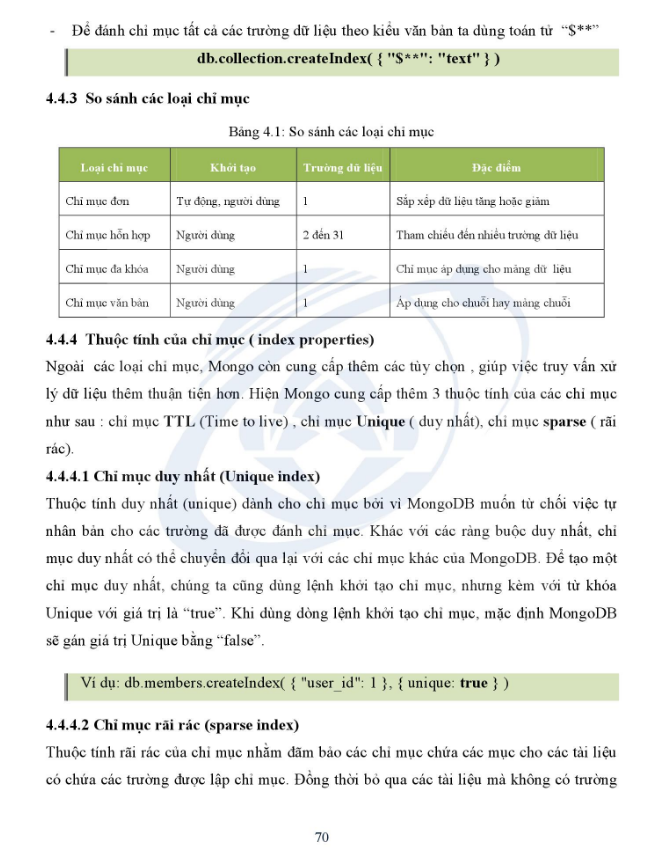 - Để đánh chỉ mục tất cả các trường dữ liệu theo kiểu văn bản ta dùng toán tử “$**”
db.collection.createIndex( { "$**": "text" } )
4.4.3 So sánh các loại chỉ mục
Bảng 4.1: So sánh các loại chỉ mục
Loại chỉ mục Khởi tạo Trường dữ liệu Đặc điểm
Chỉ mục đơn Tự động, người dùng 1 Sắp xếp dữ liệu tăng hoặc giảm
Chỉ mục hỗn hợp Người dùng 2 đến 31 Tham chiếu đến nhiều trường dữ liệu
Chỉ mục đa khóa Người dùng 1 Chỉ mục áp dụng cho mảng dữ liệu
Chỉ mục văn bản Người dùng 1 Áp dụng cho chuỗi hay mảng chuỗi
4.4.4 Thuộc tính của chỉ mục ( index properties)
Ngoài các loại chỉ mục, Mongo còn cung cấp thêm các tùy chọn , giúp việc truy vấn xử
lý dữ liệu thêm thuận tiện hơn. Hiện Mongo cung cấp thêm 3 thuộc tính của các chỉ mục
như sau : chỉ mục TTL (Time to live) , chỉ mục Unique ( duy nhất), chỉ mục sparse ( rãi
rác).
4.4.4.1 Chỉ mục duy nhất (Unique index)
Thuộc tính duy nhất (unique) dành cho chỉ mục bởi vì MongoDB muốn từ chối việc tự
nhân bản cho các trường đã được đánh chỉ mục. Khác với các ràng buộc duy nhất, chỉ
mục duy nhất có thể chuyển đổi qua lại với các chỉ mục khác của MongoDB. Để tạo một
chỉ mục duy nhất, chúng ta cũng dùng lệnh khởi tạo chỉ mục, nhưng kèm với từ khóa
Unique với giá trị là “true”. Khi dùng dòng lệnh khởi tạo chỉ mục, mặc định MongoDB
sẽ gán giá trị Unique bằng “false”.
Ví dụ: db.members.createIndex( { "user_id": 1 }, { unique: true } )
4.4.4.2 Chỉ mục rãi rác (sparse index)
Thuộc tính rãi rác của chỉ mục nhằm đãm bảo các chỉ mục chứa các mục cho các tài liệu
có chứa các trường được lập chỉ mục. Đồng thời bỏ qua các tài liệu mà không có trường
70